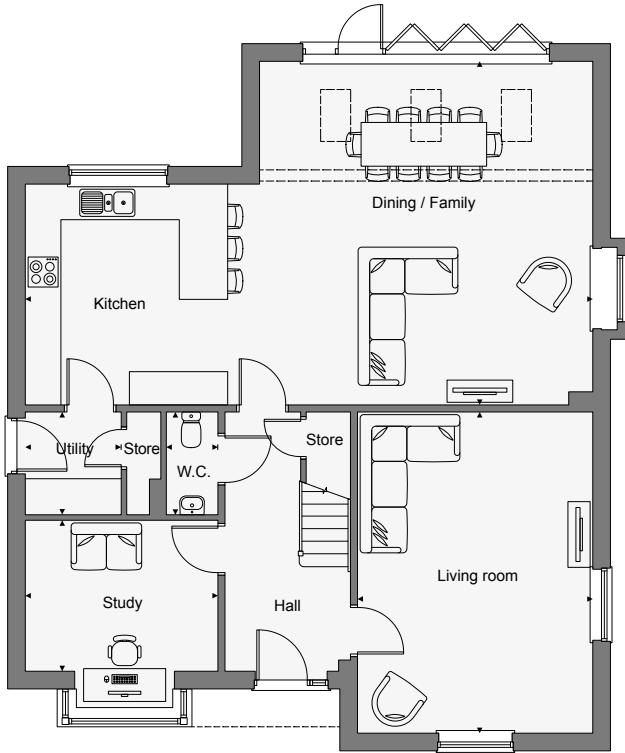 Dining / Family
Kitchen
Utility
Store
W.C.
Store
Study
Hall
Living room